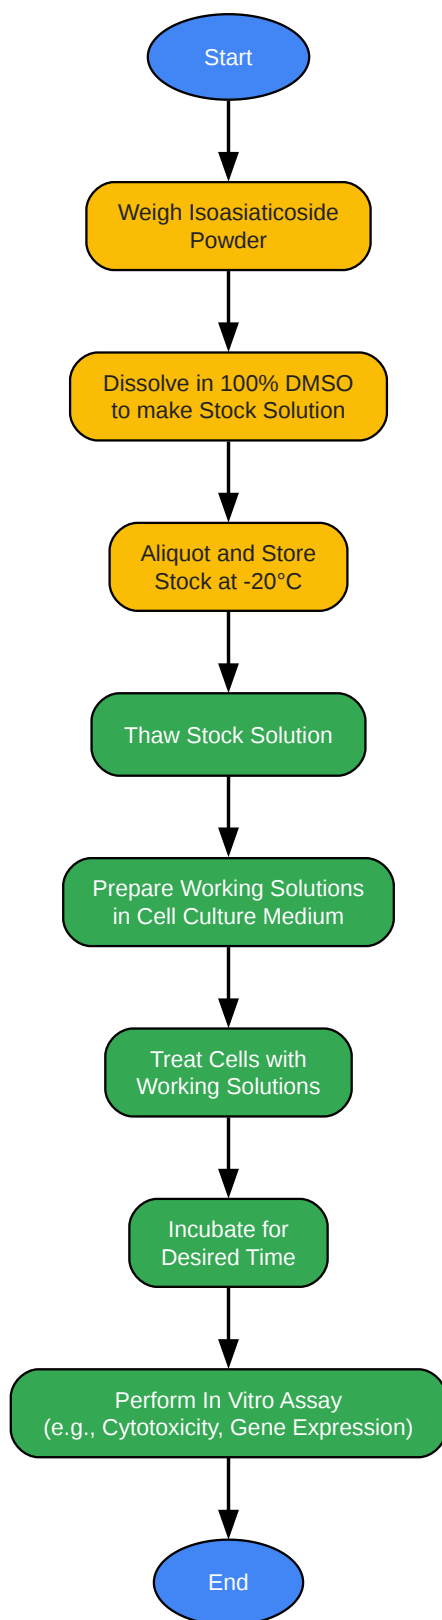 Start
Weigh Isoasiaticoside
Powder
Dissolve in 100% DMSO
to make Stock Solution
Aliquot and Store
Stock at -20°C
Thaw Stock Solution
Prepare Working Solutions
in Cell Culture Medium
Treat Cells with
Working Solutions
Incubate for
Desired Time
Perform In Vitro Assay
(e.g., Cytotoxicity, Gene Expression)
End